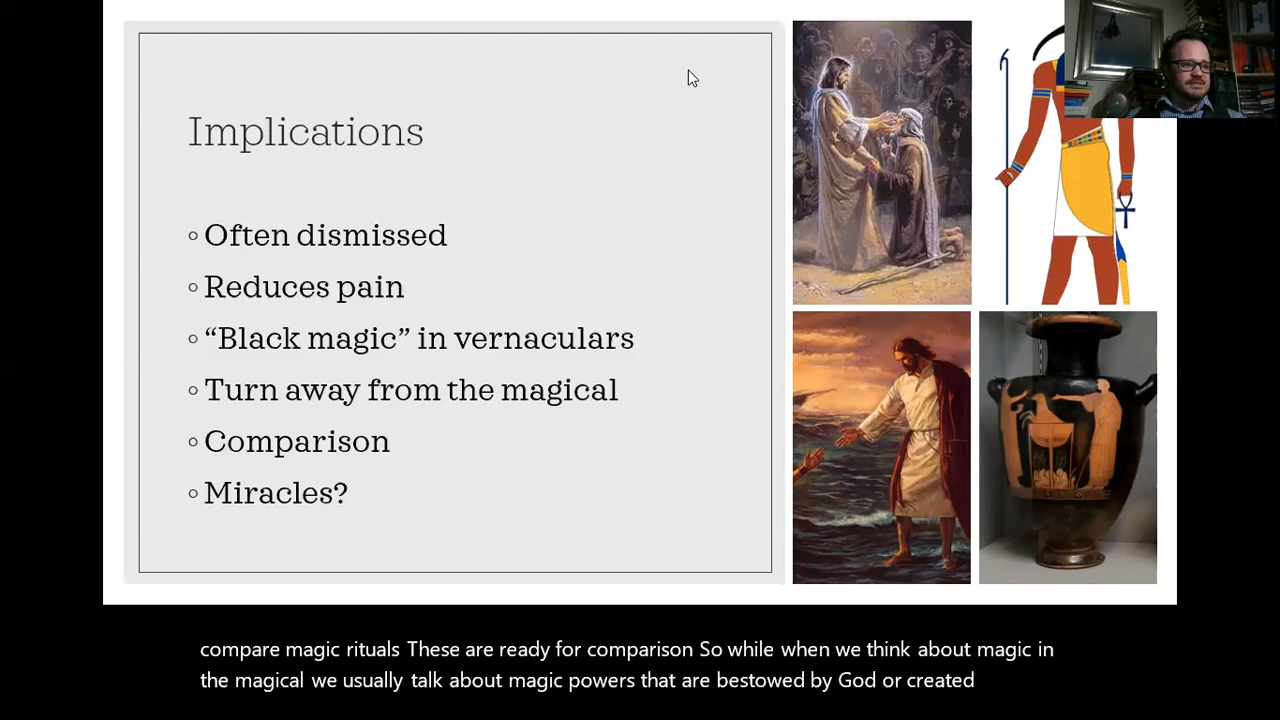 Implications
◦ Often dismissed
◦ Reduces pain
◦ “Black magic” in vernaculars
◦ Turn away from the magical
◦ Comparison
◦ Miracles?
compare magic rituals These are ready for comparison So while when we think about magic in
the magical we usually talk about magic powers that are bestowed by God or created